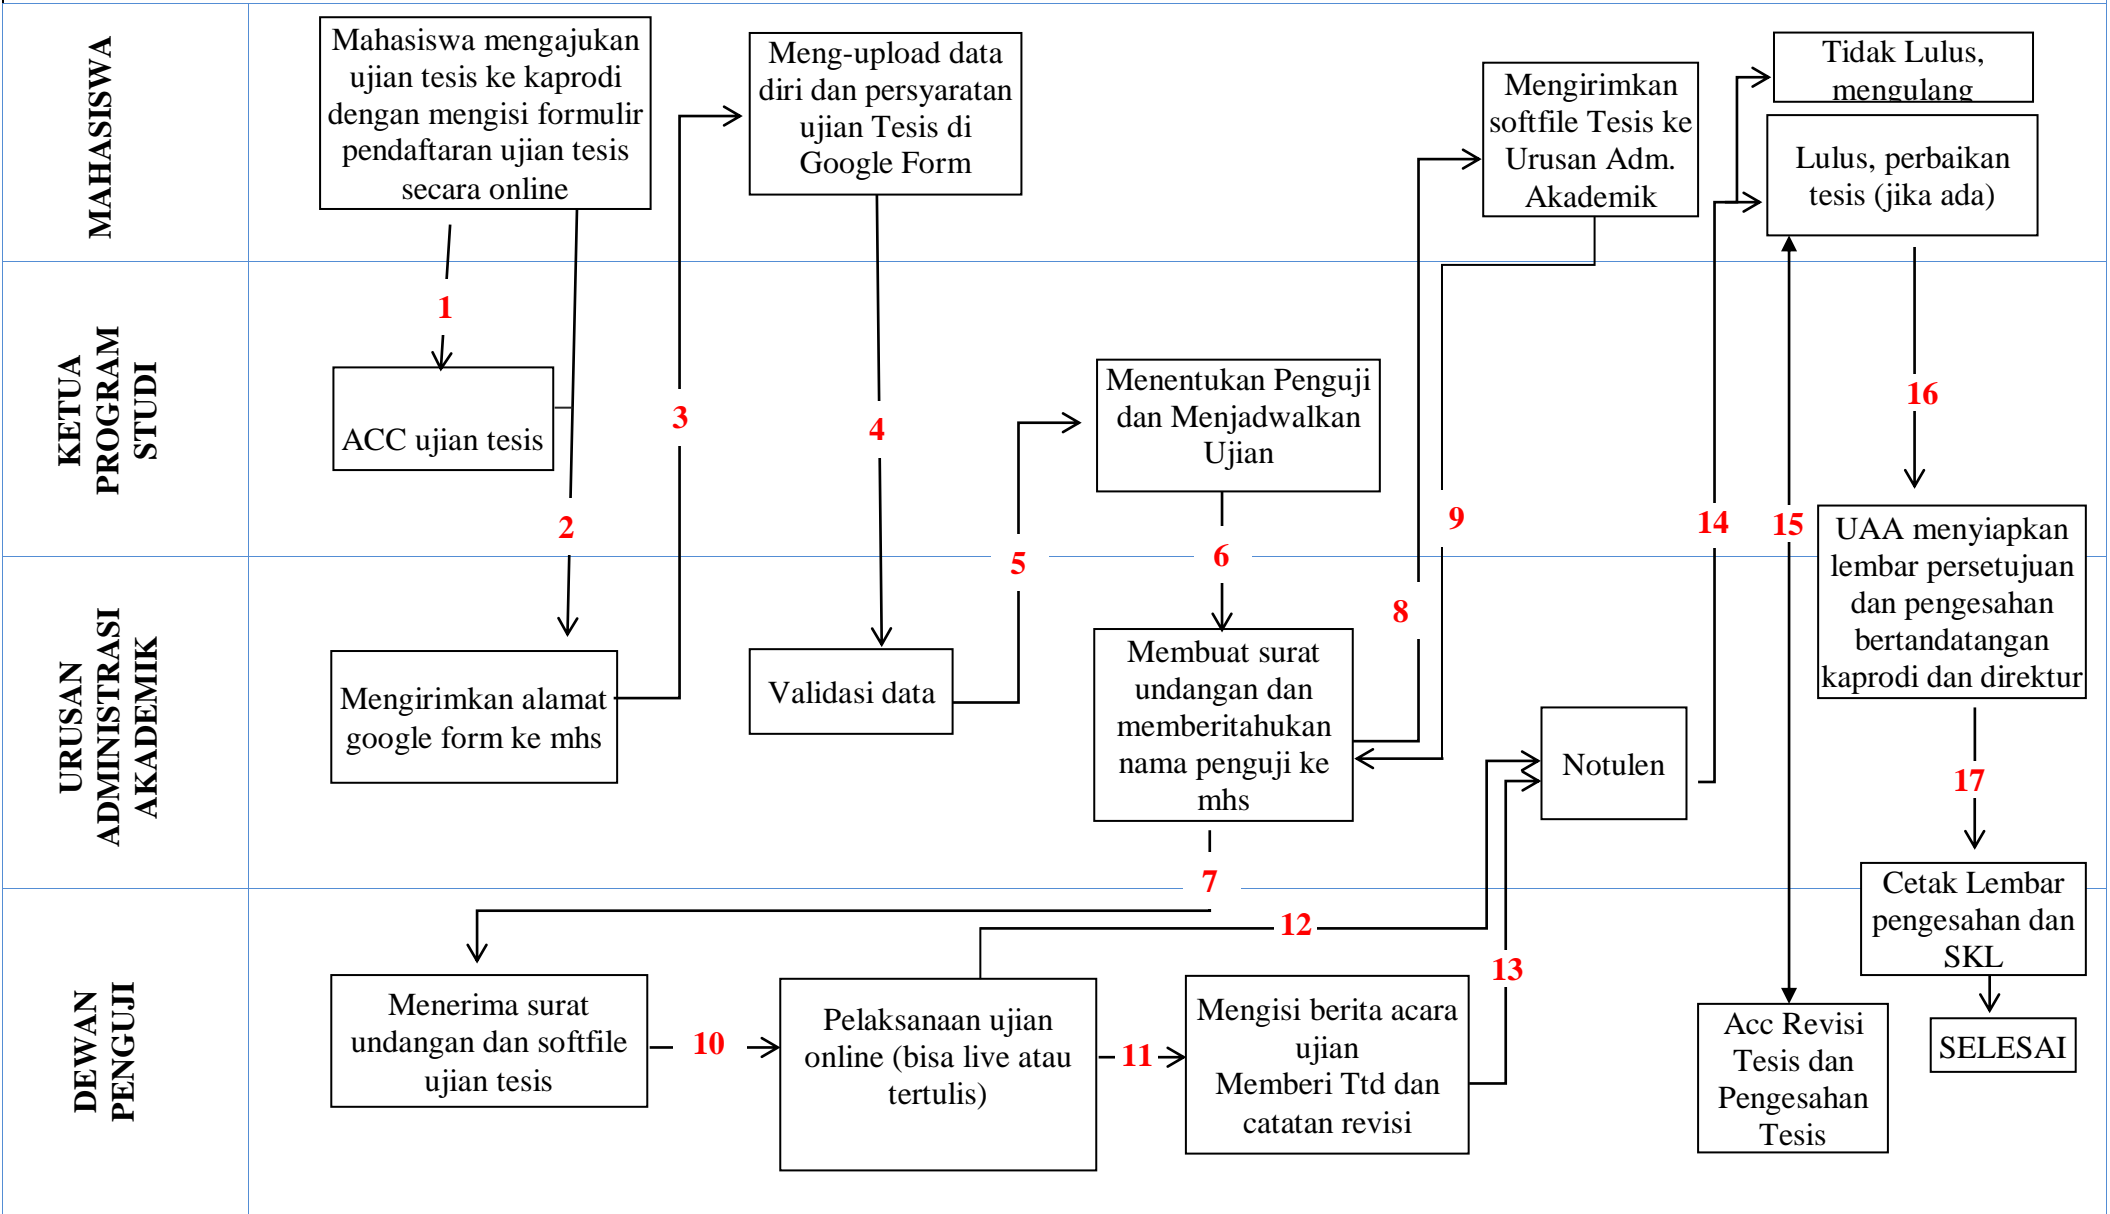 MAHASISWA
Mahasiswa mengajukan
ujian tesis ke kaprodi
dengan mengisi formulir
pendaftaran ujian tesis
secara online
Meng-upload data
diri dan persyaratan
ujian Tesis di
Google Form
Mengirimkan
softfile Tesis ke
Urusan Adm.
Akademik
Tidak Lulus,
mengulang
Lulus, perbaikan
tesis (jika ada)
KETUA
PROGRAM
STUDI
1
ACC ujian tesis
2
3
4
5
Menentukan Penguji
dan Menjadwalkan
Ujian
6
8
9
14
15
16
UAA menyiapkan
lembar persetujuan
dan pengesahan
bertandatangan
kaprodi dan direktur
URUSAN
ADMINISTRASI
AKADEMIK
Mengirimkan alamat
google form ke mhs
Validasi data
Membuat surat
undangan dan
memberitahukan
nama penguji ke
mhs
Notulen
17
7
Cetak Lembar
pengesahan dan
SKL
DEWAN
PENGUJI
12
13
Menerima surat
undangan dan softfile
ujian tesis
10
Pelaksanaan ujian
online (bisa live atau
tertulis)
11
Mengisi berita acara
ujian
Memberi Ttd dan
catatan revisi
Acc Revisi
Tesis dan
Pengesahan
Tesis
SELESAI